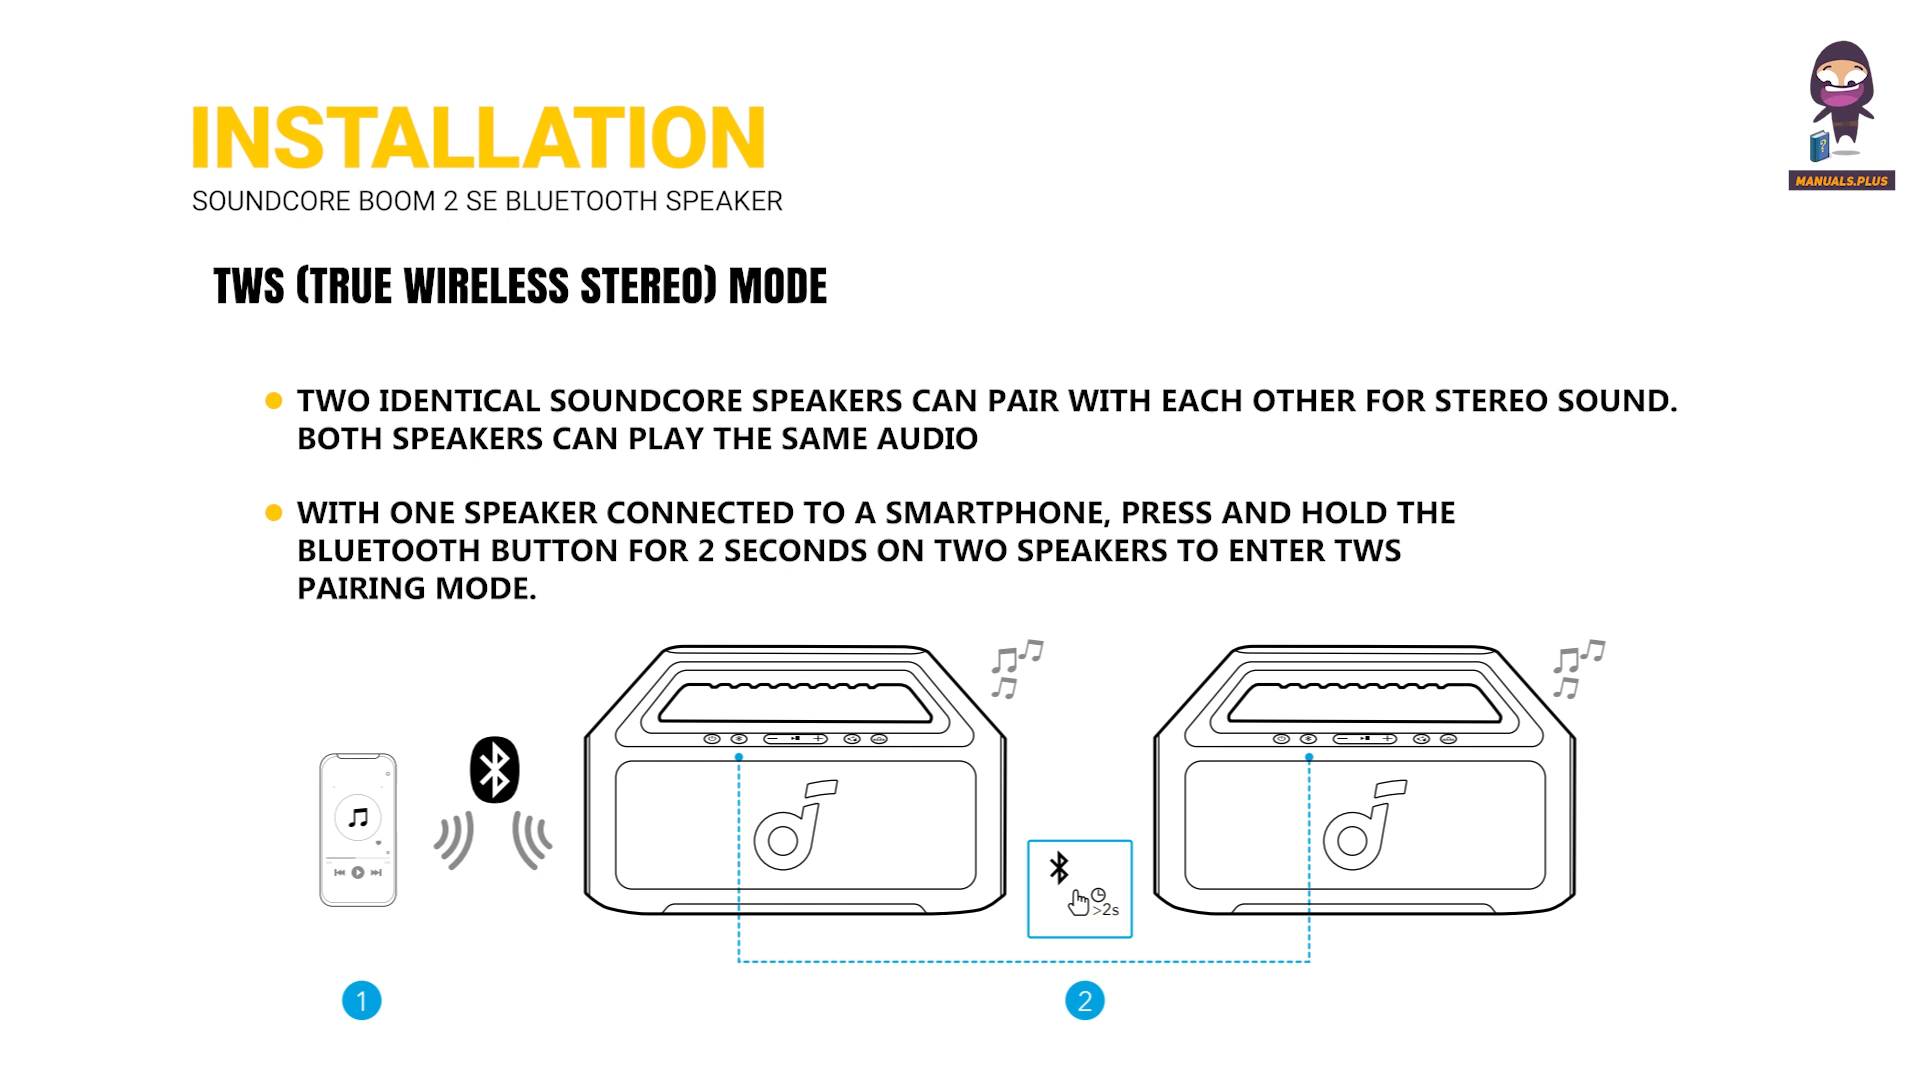 INSTALLATION
SOUNDCORE BOOM 2 SE BLUETOOTH SPEAKER
MANUALS.PLUS
TWS (TRUE WIRELESS STEREO) MODE
TWO IDENTICAL SOUNDCORE SPEAKERS CAN PAIR WITH EACH OTHER FOR STEREO SOUND.
BOTH SPEAKERS CAN PLAY THE SAME AUDIO
WITH ONE SPEAKER CONNECTED TO A SMARTPHONE, PRESS AND HOLD THE
BLUETOOTH BUTTON FOR 2 SECONDS ON TWO SPEAKERS TO ENTER TWS
PAIRING MODE.
>2s
1
2